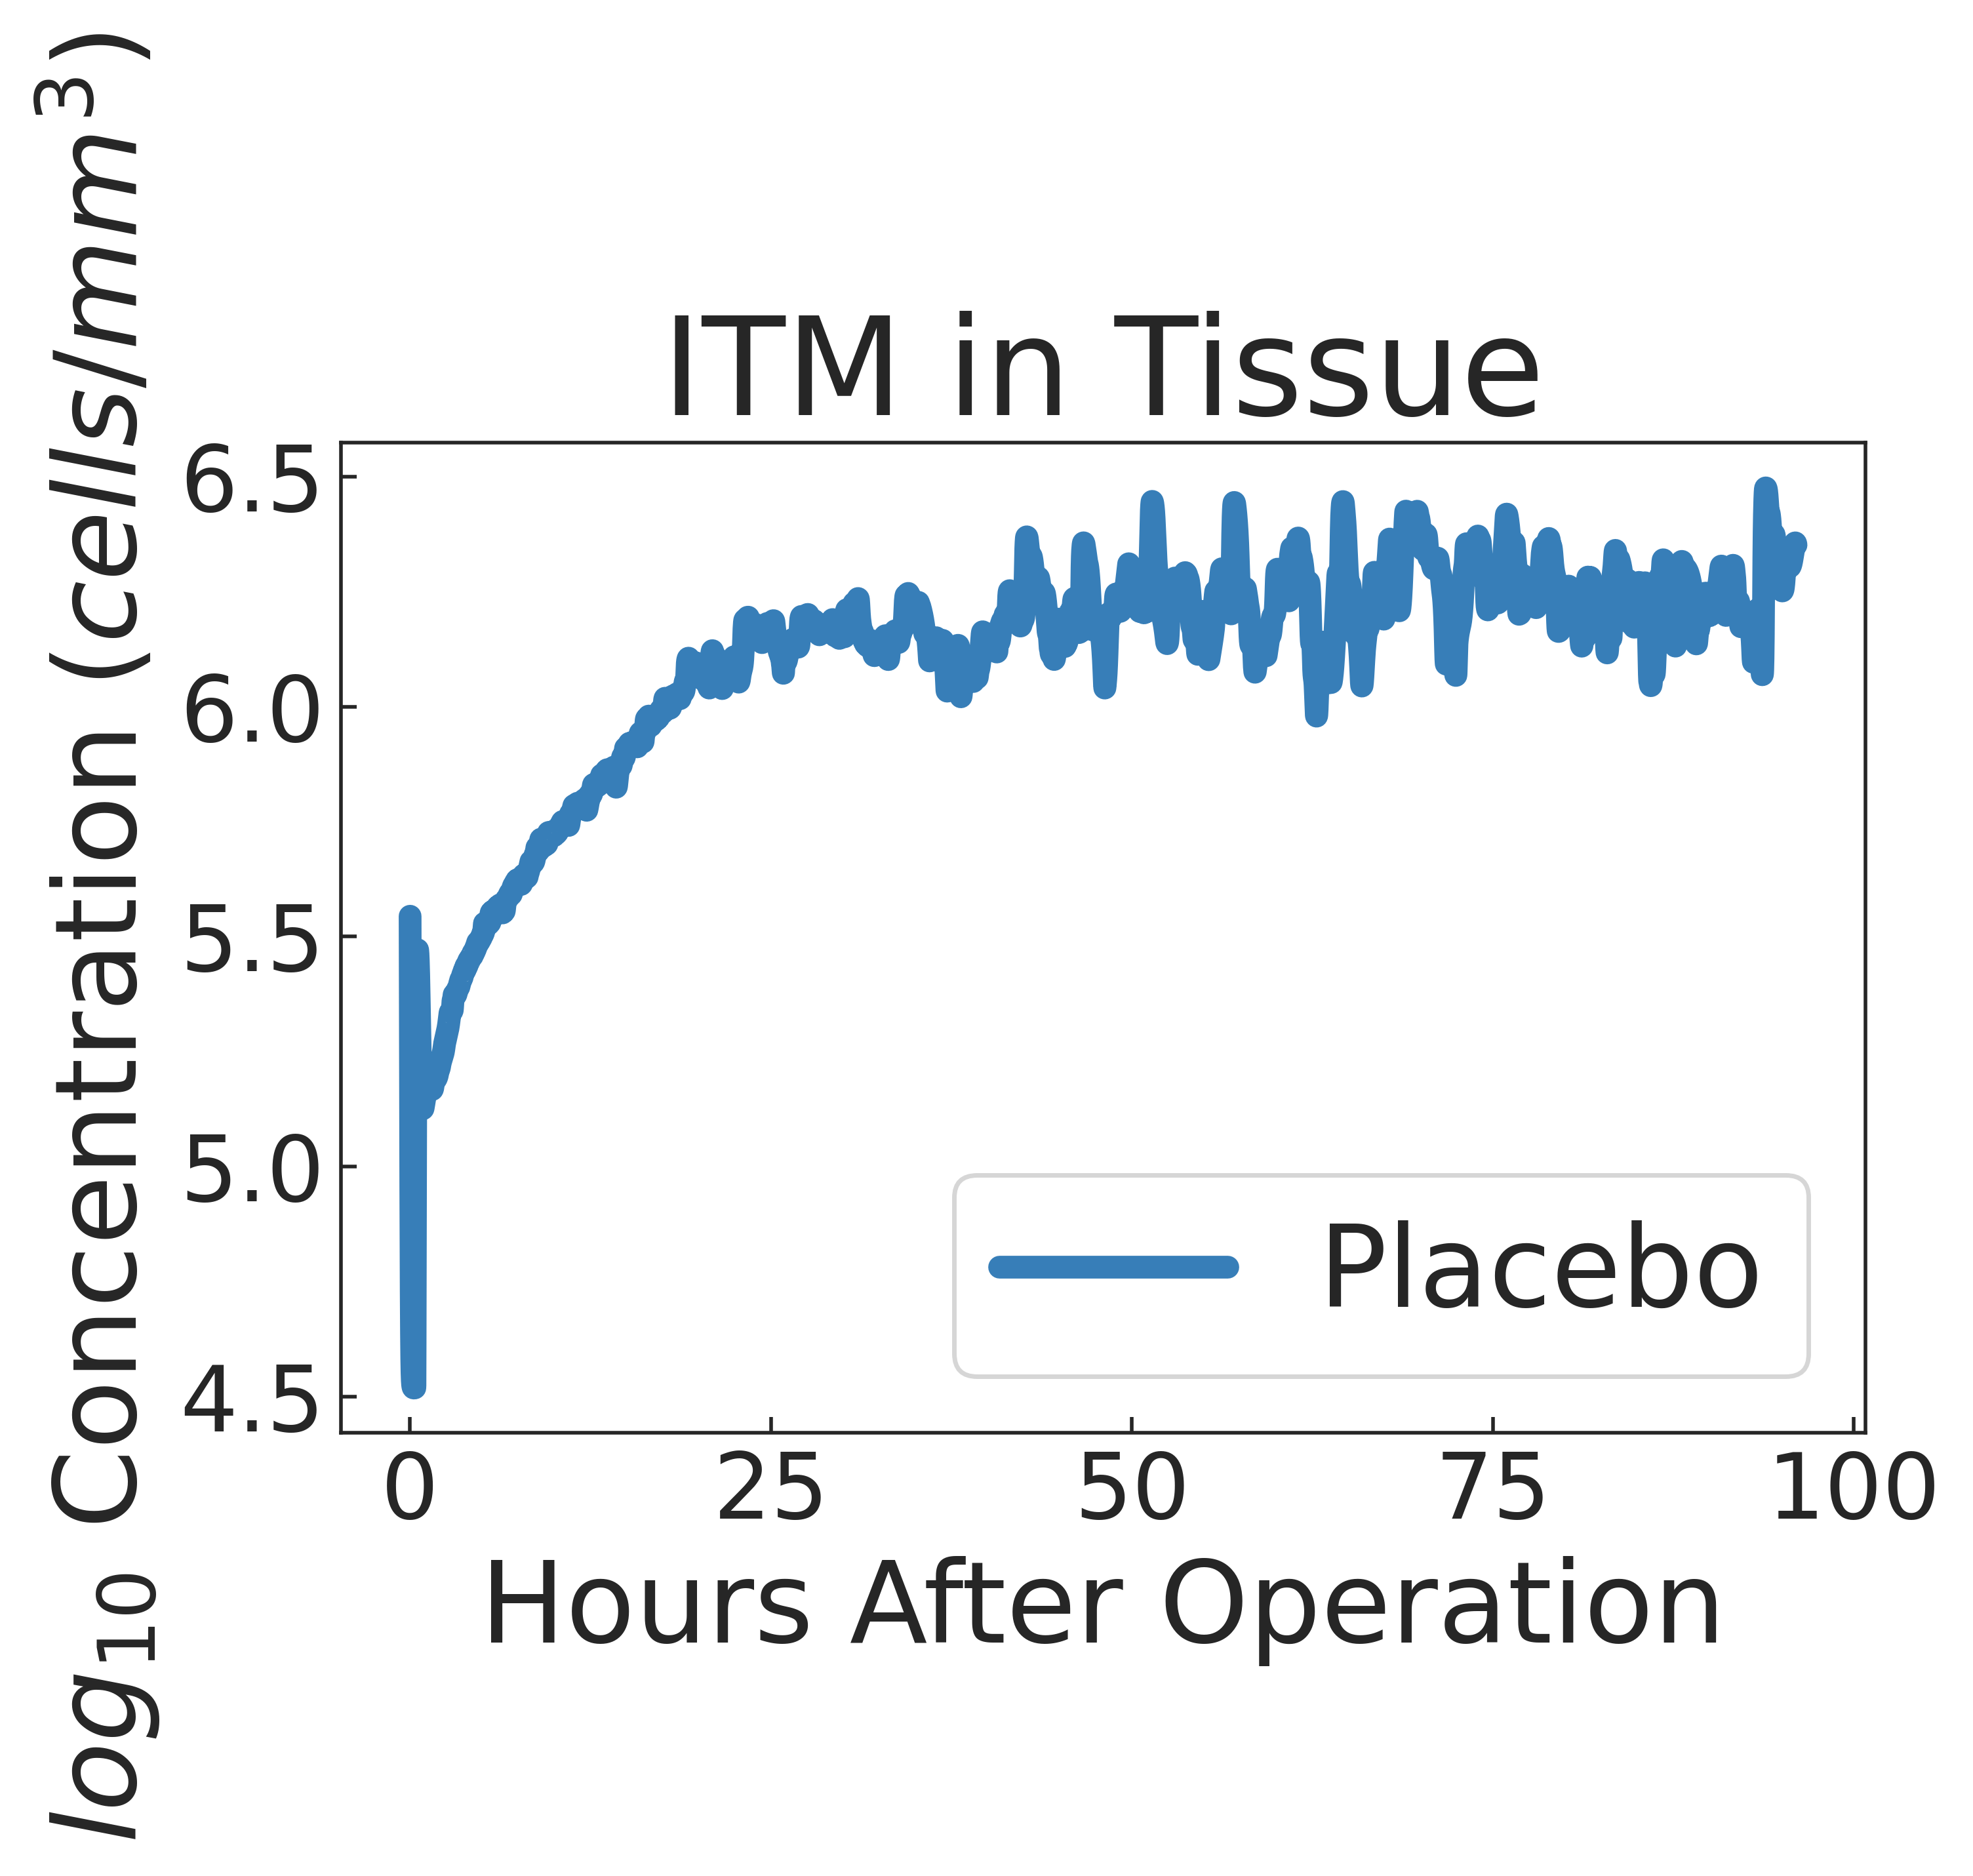 ITM in Tissue
log₁₀ Concentration (cells/mm³)
6.5
6.0
5.5
5.0
4.5
Placebo
0 25 50 75 100
Hours After Operation